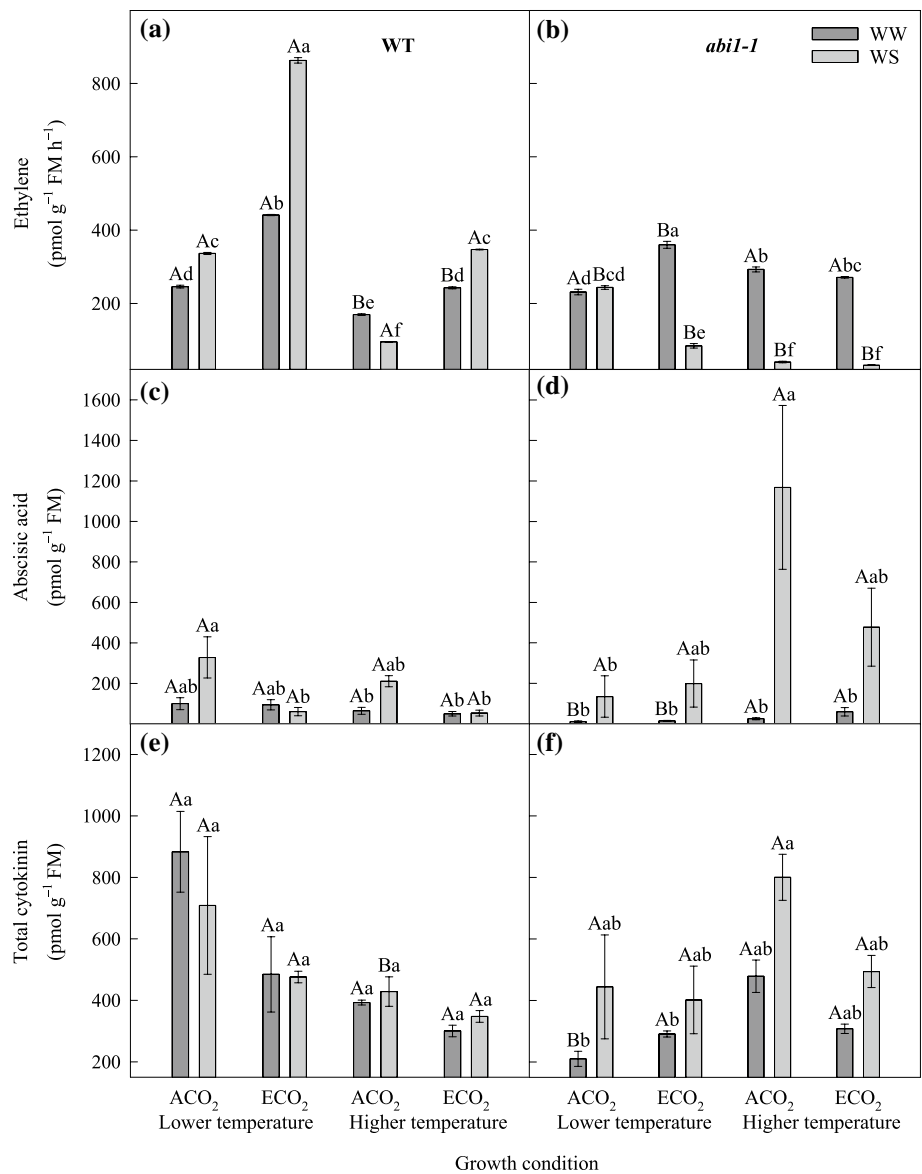 (a)
WT
(b)
abi1-1
WW
WS
Ethylene
(pmol g⁻¹ FM h⁻¹)
800
600
400
200
Ad
Ac
Ab
Aa
Be
Af
Bd
Ac
Ad
Bcd
Ba
Be
Ab
Bf
Abc
Bf
(c)
(d)
Abscisic acid
(pmol g⁻¹ FM)
1600
1400
1200
1000
800
600
400
200
Aab
Aa
Aab
Ab
Ab
Aab
Ab
Ab
Bb
Ab
Bb
Aab
Ab
Aa
Ab
Aab
(e)
(f)
Total cytokinin
(pmol g⁻¹ FM)
1200
1000
800
600
400
200
Aa
Aa
Aa
Aa
Aa
Ba
Aa
Aa
Bb
Aab
Ab
Aab
Aab
Aa
Aab
Aab
ACO₂ ECO₂ ACO₂ ECO₂ ACO₂ ECO₂ ACO₂ ECO₂
Lower temperature Higher temperature Lower temperature Higher temperature
Growth condition